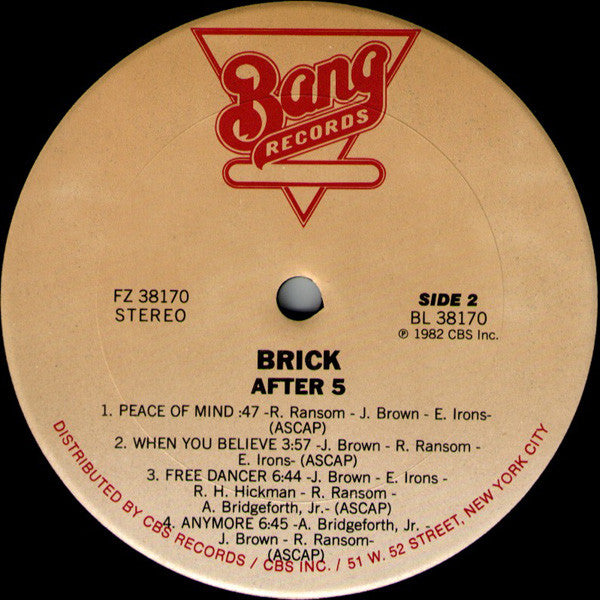 Bang
RECORDS
FZ 38170
STEREO
SIDE 2
BL 38170
℗ 1982 CBS Inc.
BRICK
AFTER 5
1. PEACE OF MIND :47 -R. Ransom - J. Brown - E. Irons-
(ASCAP)
2. WHEN YOU BELIEVE 3:57 -J. Brown - R. Ransom -
E. Irons- (ASCAP)
3. FREE DANCER 6:44 -J. Brown - E. Irons -
R. H. Hickman - R. Ransom -
A. Bridgeforth, Jr.- (ASCAP)
4. ANYMORE 6:45 -A. Bridgeforth, Jr. -
J. Brown - R. Ransom-
(ASCAP)
DISTRIBUTED BY CBS RECORDS / CBS INC. / 51 W. 52 STREET, NEW YORK CITY